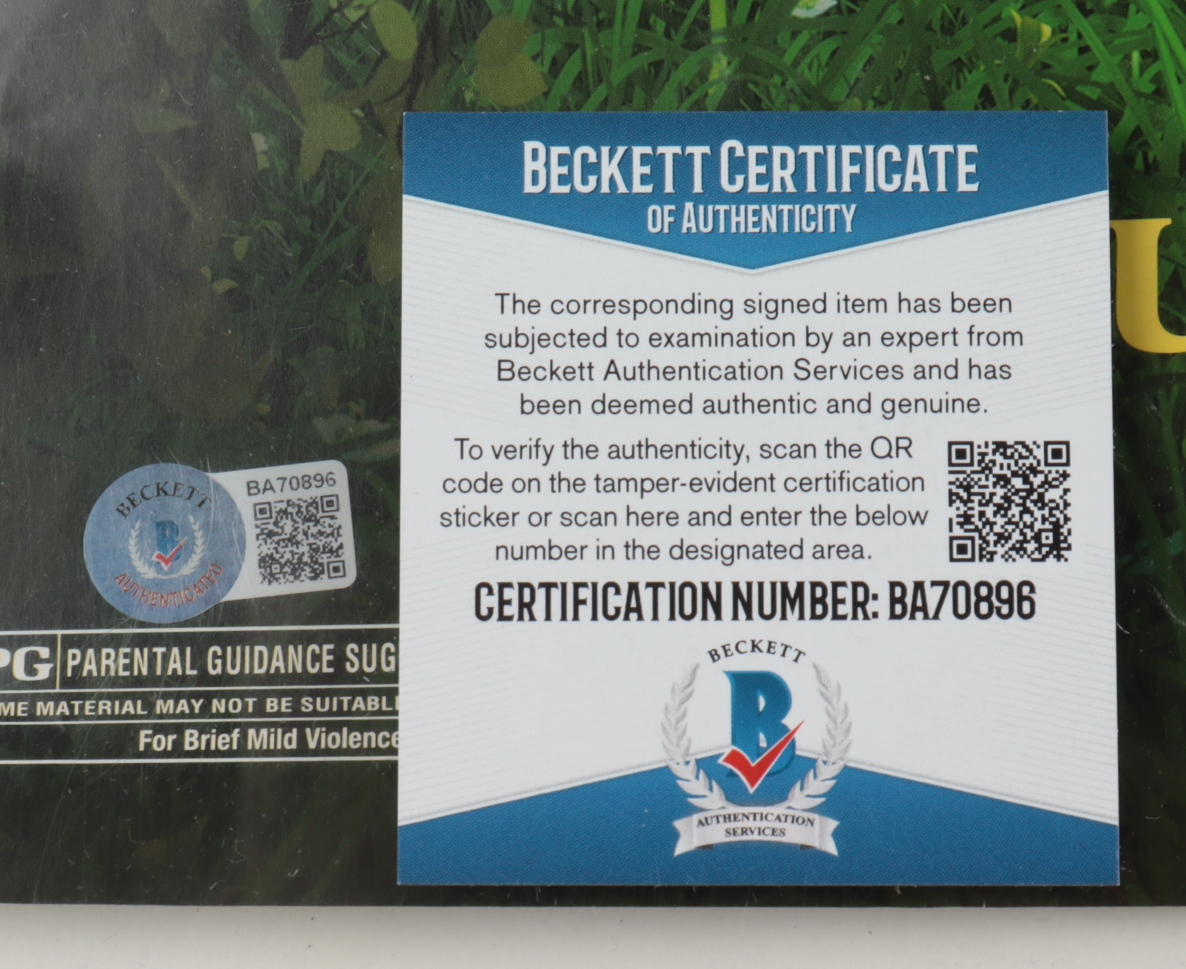 BECKETT CERTIFICATE
OF AUTHENTICITY
The corresponding signed item has been
subjected to examination by an expert from
Beckett Authentication Services and has
been deemed authentic and genuine.
To verify the authenticity, scan the QR
code on the tamper-evident certification
sticker or scan here and enter the below
number in the designated area.
CERTIFICATION NUMBER: BA70896
BECKETT
B
AUTHENTICATION
SERVICES
U
BECKETT
B
AUTHENTICATED
BA70896
PG PARENTAL GUIDANCE SUG
ME MATERIAL MAY NOT BE SUITABL
For Brief Mild Violence